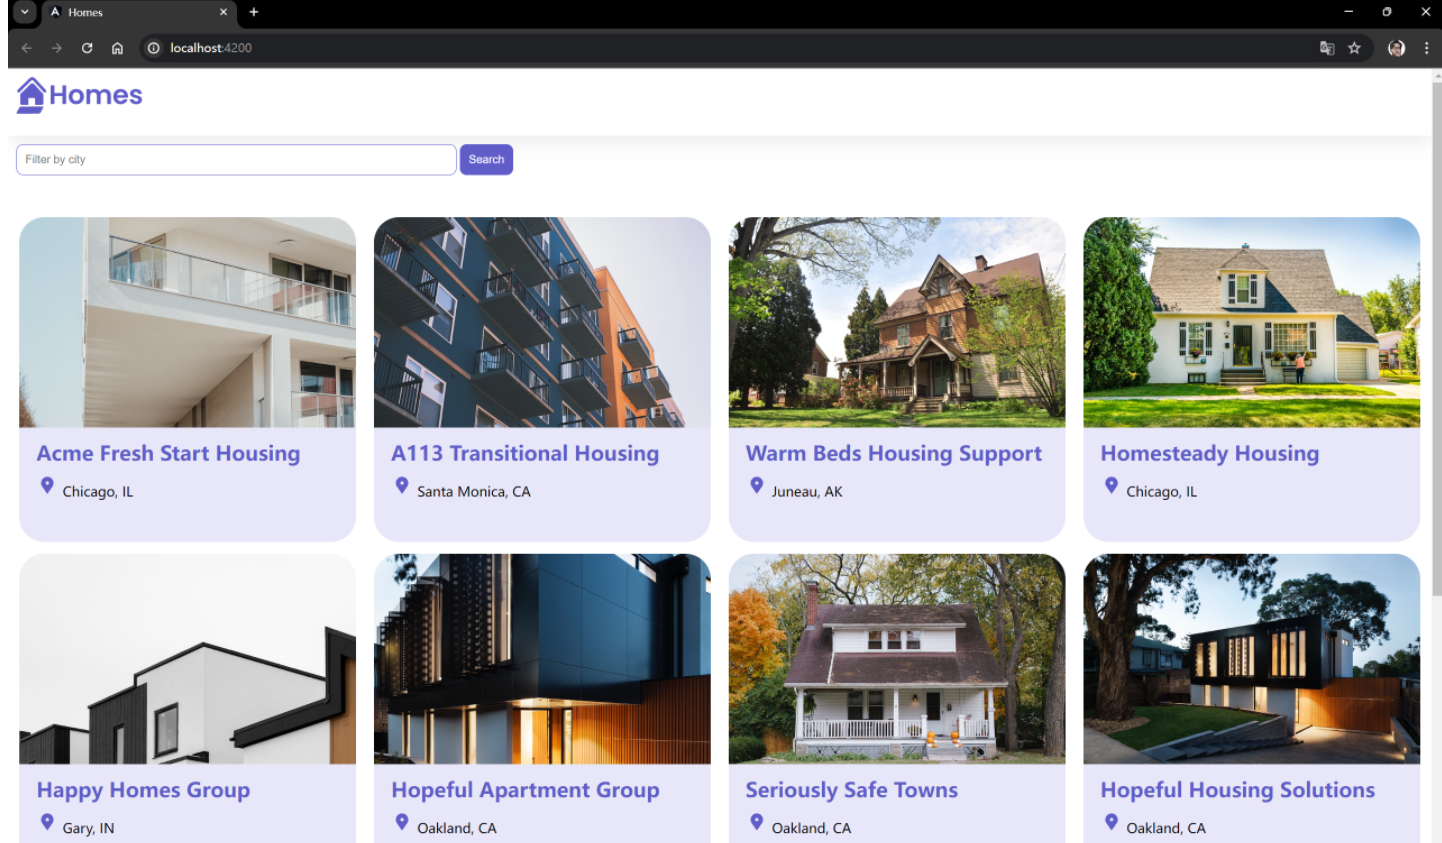 Homes
localhost:4200
Homes
Filter by city
Search
Acme Fresh Start Housing
Chicago, IL
A113 Transitional Housing
Santa Monica, CA
Warm Beds Housing Support
Juneau, AK
Homesteady Housing
Chicago, IL
Happy Homes Group
Gary, IN
Hopeful Apartment Group
Oakland, CA
Seriously Safe Towns
Oakland, CA
Hopeful Housing Solutions
Oakland, CA